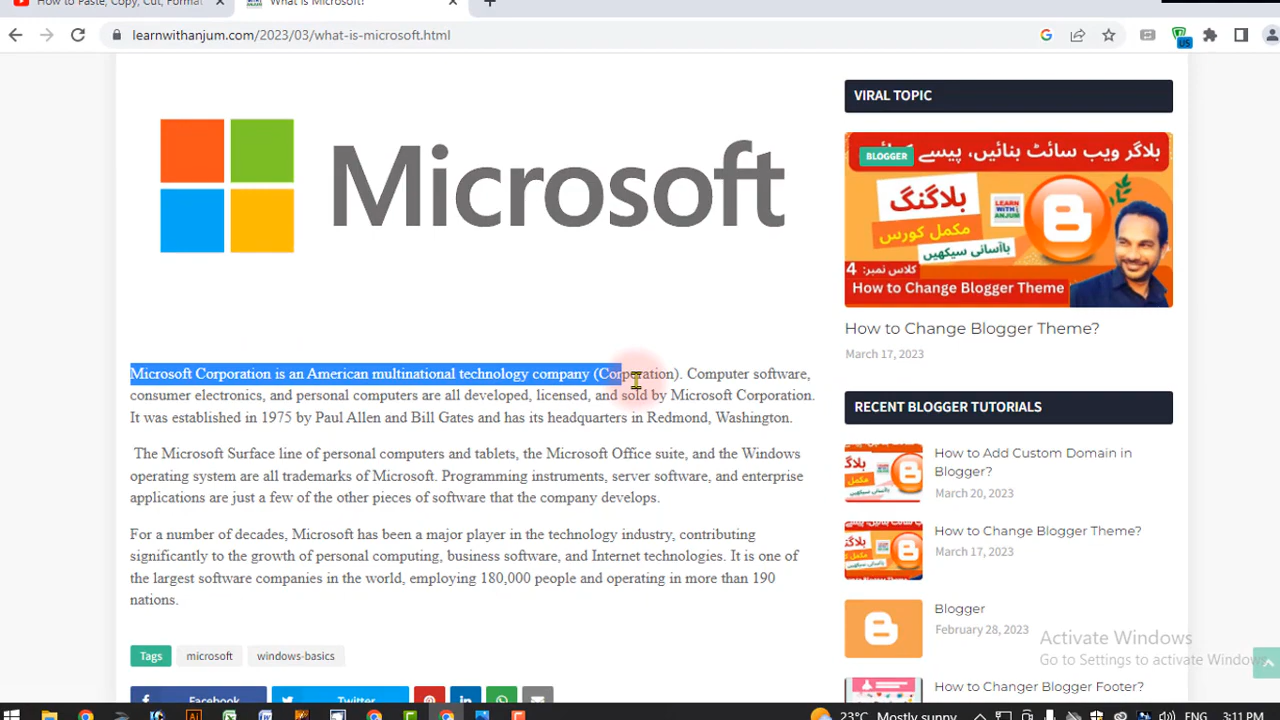 How to Paste, Copy, Cut, Format
What is Microsoft?
learnwithanjum.com/2023/03/what-is-microsoft.html
US
Microsoft
Microsoft Corporation is an American multinational technology company (Corporation). Computer software,
consumer electronics, and personal computers are all developed, licensed, and sold by Microsoft Corporation.
It was established in 1975 by Paul Allen and Bill Gates and has its headquarters in Redmond, Washington.
The Microsoft Surface line of personal computers and tablets, the Microsoft Office suite, and the Windows
operating system are all trademarks of Microsoft. Programming instruments, server software, and enterprise
applications are just a few of the other pieces of software that the company develops.
For a number of decades, Microsoft has been a major player in the technology industry, contributing
significantly to the growth of personal computing, business software, and Internet technologies. It is one of
the largest software companies in the world, employing 180,000 people and operating in more than 190
nations.
Tags microsoft windows-basics
Facebook Twitter
VIRAL TOPIC
بلاگر ویب سائٹ بنائیں، پیسے
BLOGGER
بلاگنگ
LEARN
WITH
ANJUM
مکمل کورس
باآسانی سیکھیں
کلاس نمبر: 4
How to Change Blogger Theme
How to Change Blogger Theme?
March 17, 2023
RECENT BLOGGER TUTORIALS
How to Add Custom Domain in
Blogger?
March 20, 2023
How to Change Blogger Theme?
March 17, 2023
Blogger
February 28, 2023
How to Changer Blogger Footer?
Activate Windows
Go to Settings to activate Windows
23°C Mostly sunny
ENG 3:11 PM